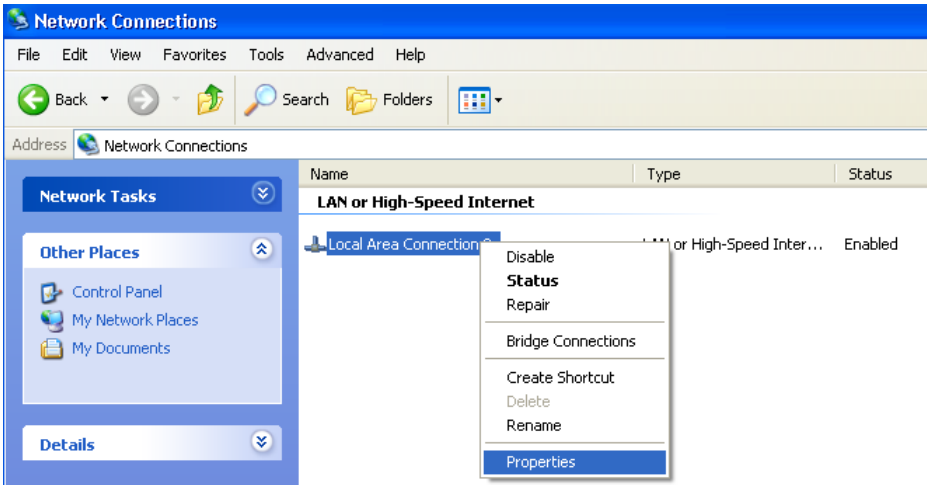 Network Connections
File Edit View Favorites Tools Advanced Help
Back Search Folders
Address Network Connections
Name Type Status
Network Tasks
LAN or High-Speed Internet
Other Places
Local Area Connection or High-Speed Inter... Enabled
Control Panel
My Network Places
My Documents
Details
Disable
Status
Repair
Bridge Connections
Create Shortcut
Delete
Rename
Properties